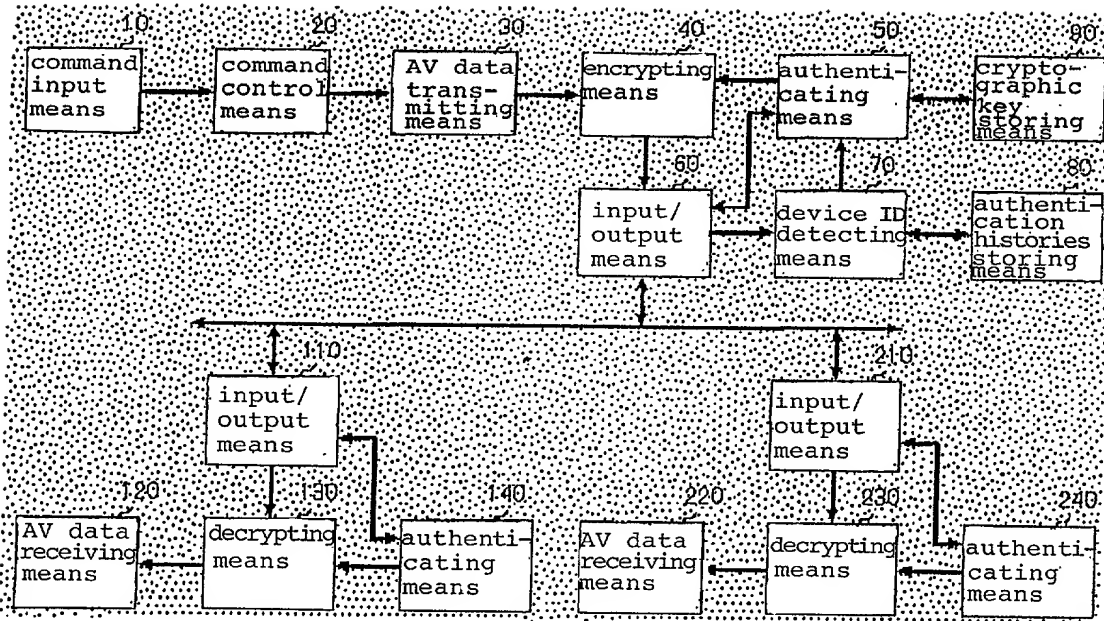 10 20 30 40 50 90
command
input
means
command
control
means
AV data
trans-
mitting
means
encrypting
means
authenti-
cating
means
crypto-
graphic
key
storing
means
60 70 80
input/
output
means
device ID
detecting
means
authenti-
cation
histories
storing
means
110 210
input/
output
means
input/
output
means
120 130 140 220 230 240
AV data
receiving
means
decrypting
means
authenti-
cating
means
AV data
receiving
means
decrypting
means
authenti-
cating
means